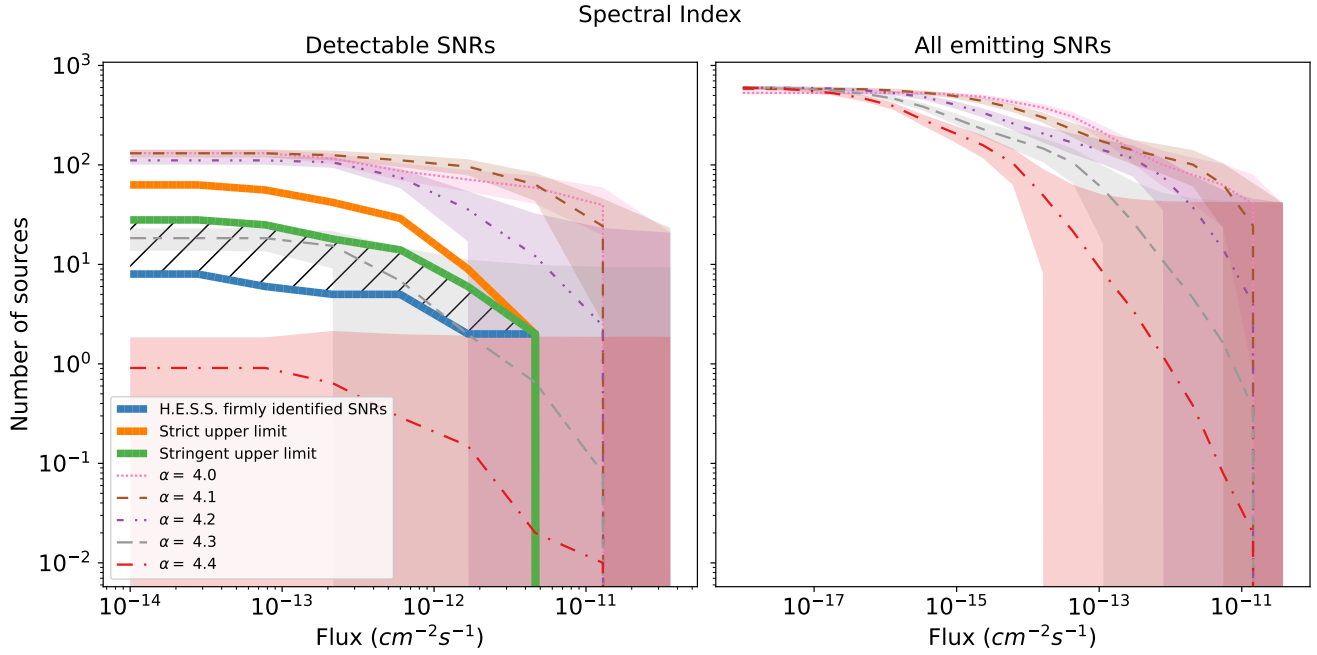 Spectral Index
Detectable SNRs
All emitting SNRs
Number of sources
10³
10²
10¹
10⁰
10⁻¹
10⁻²
H.E.S.S. firmly identified SNRs
Strict upper limit
Stringent upper limit
α = 4.0
α = 4.1
α = 4.2
α = 4.3
α = 4.4
10⁻¹⁴ 10⁻¹³ 10⁻¹² 10⁻¹¹
Flux (cm⁻²s⁻¹)
10⁻¹⁷ 10⁻¹⁵ 10⁻¹³ 10⁻¹¹
Flux (cm⁻²s⁻¹)